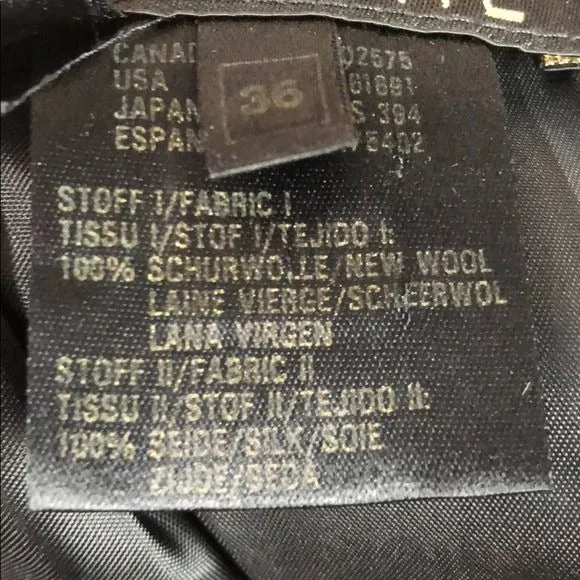 CANAD 02575
USA 61891
JAPAN S-394
ESPAN 5402
36
STOFF I/FABRIC I
TISSU I/STOF I/TEJIDO I:
100% SCHURWOLLE/NEW WOOL
LAINE VIERGE/SCHEERWOL
LANA VIRGEN
STOFF II/FABRIC II
TISSU II/STOF II/TEJIDO II:
100% SEIDE/SILK/SOIE
ZIJDE/SEDA